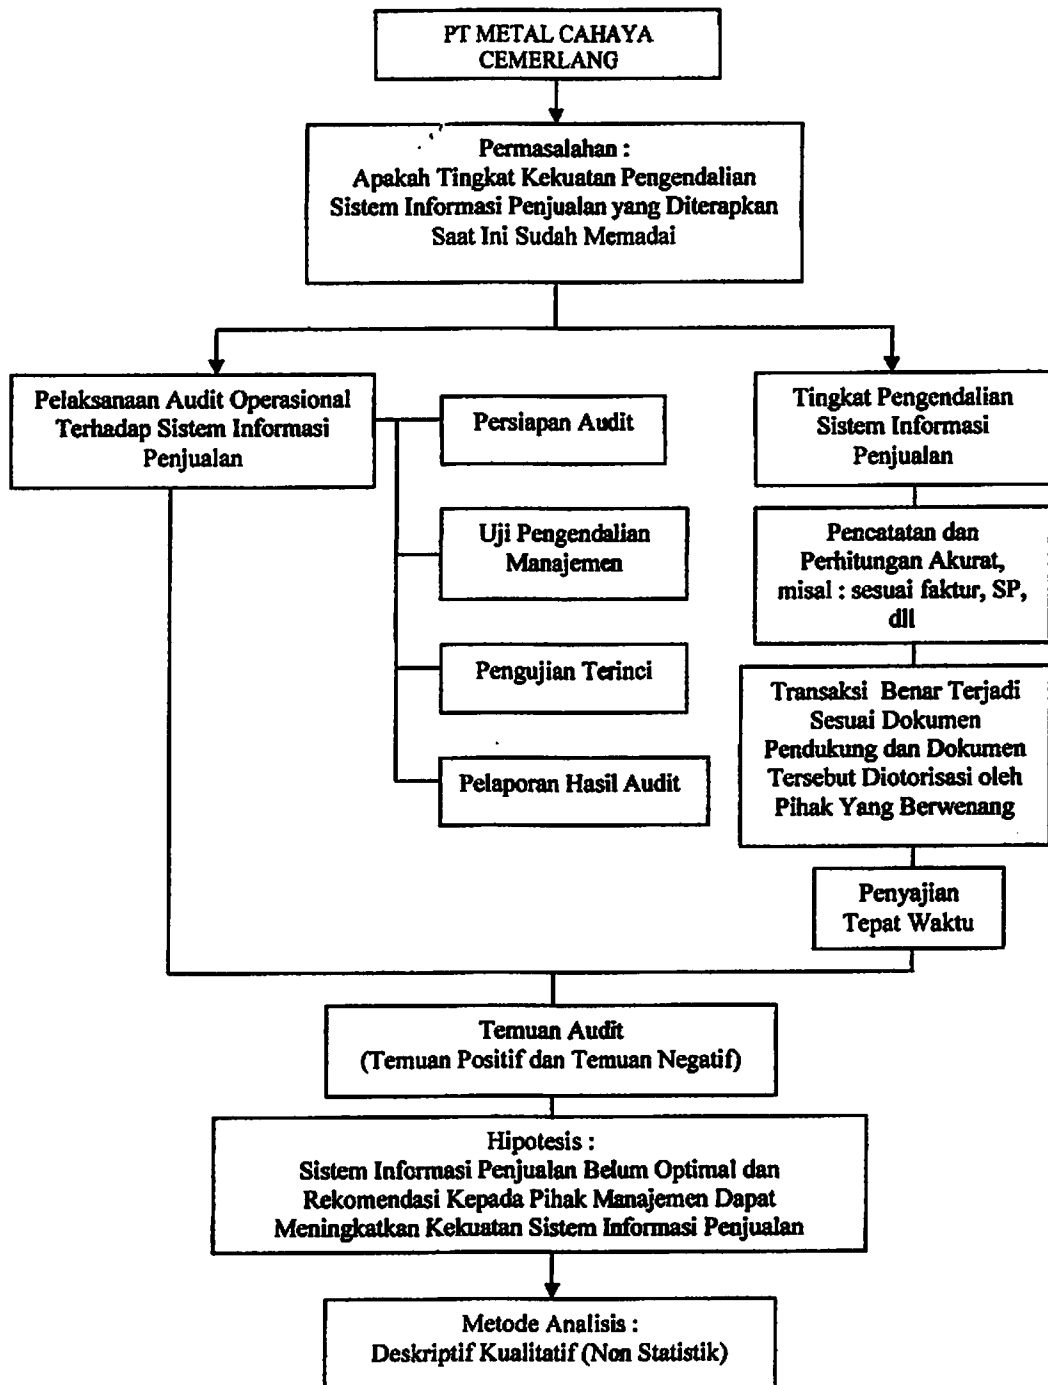 PT METAL CAHAYA
CEMERLANG
Permasalahan :
Apakah Tingkat Kekuatan Pengendalian
Sistem Informasi Penjualan yang Diterapkan
Saat Ini Sudah Memadai
Pelaksanaan Audit Operasional
Terhadap Sistem Informasi
Penjualan
Persiapan Audit
Uji Pengendalian
Manajemen
Pengujian Terinci
Pelaporan Hasil Audit
Tingkat Pengendalian
Sistem Informasi
Penjualan
Pencatatan dan
Perhitungan Akurat,
misal : sesuai faktur, SP,
dll
Transaksi Benar Terjadi
Sesuai Dokumen
Pendukung dan Dokumen
Tersebut Diotorisasi oleh
Pihak Yang Berwenang
Penyajian
Tepat Waktu
Temuan Audit
(Temuan Positif dan Temuan Negatif)
Hipotesis :
Sistem Informasi Penjualan Belum Optimal dan
Rekomendasi Kepada Pihak Manajemen Dapat
Meningkatkan Kekuatan Sistem Informasi Penjualan
Metode Analisis :
Deskriptif Kualitatif (Non Statistik)